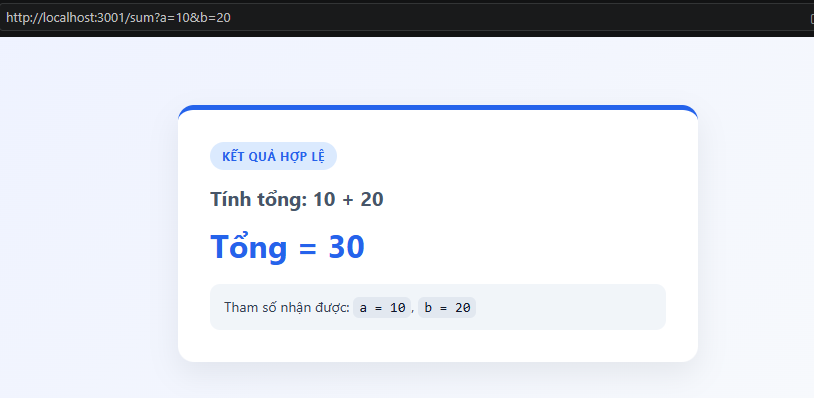 http://localhost:3001/sum?a=10&b=20
KẾT QUẢ HỢP LỆ
Tính tổng: 10 + 20
Tổng = 30
Tham số nhận được: a = 10, b = 20